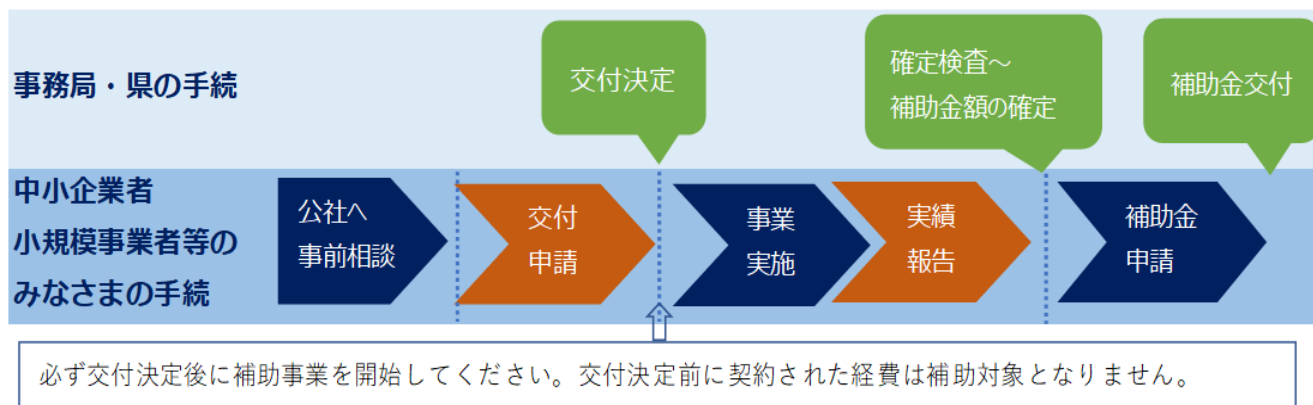 事務局・県の手続
交付決定
確定検査～
補助金額の確定
補助金交付
中小企業者
小規模事業者等の
みなさまの手続
公社へ
事前相談
交付
申請
事業
実施
実績
報告
補助金
申請
必ず交付決定後に補助事業を開始してください。交付決定前に契約された経費は補助対象となりません。